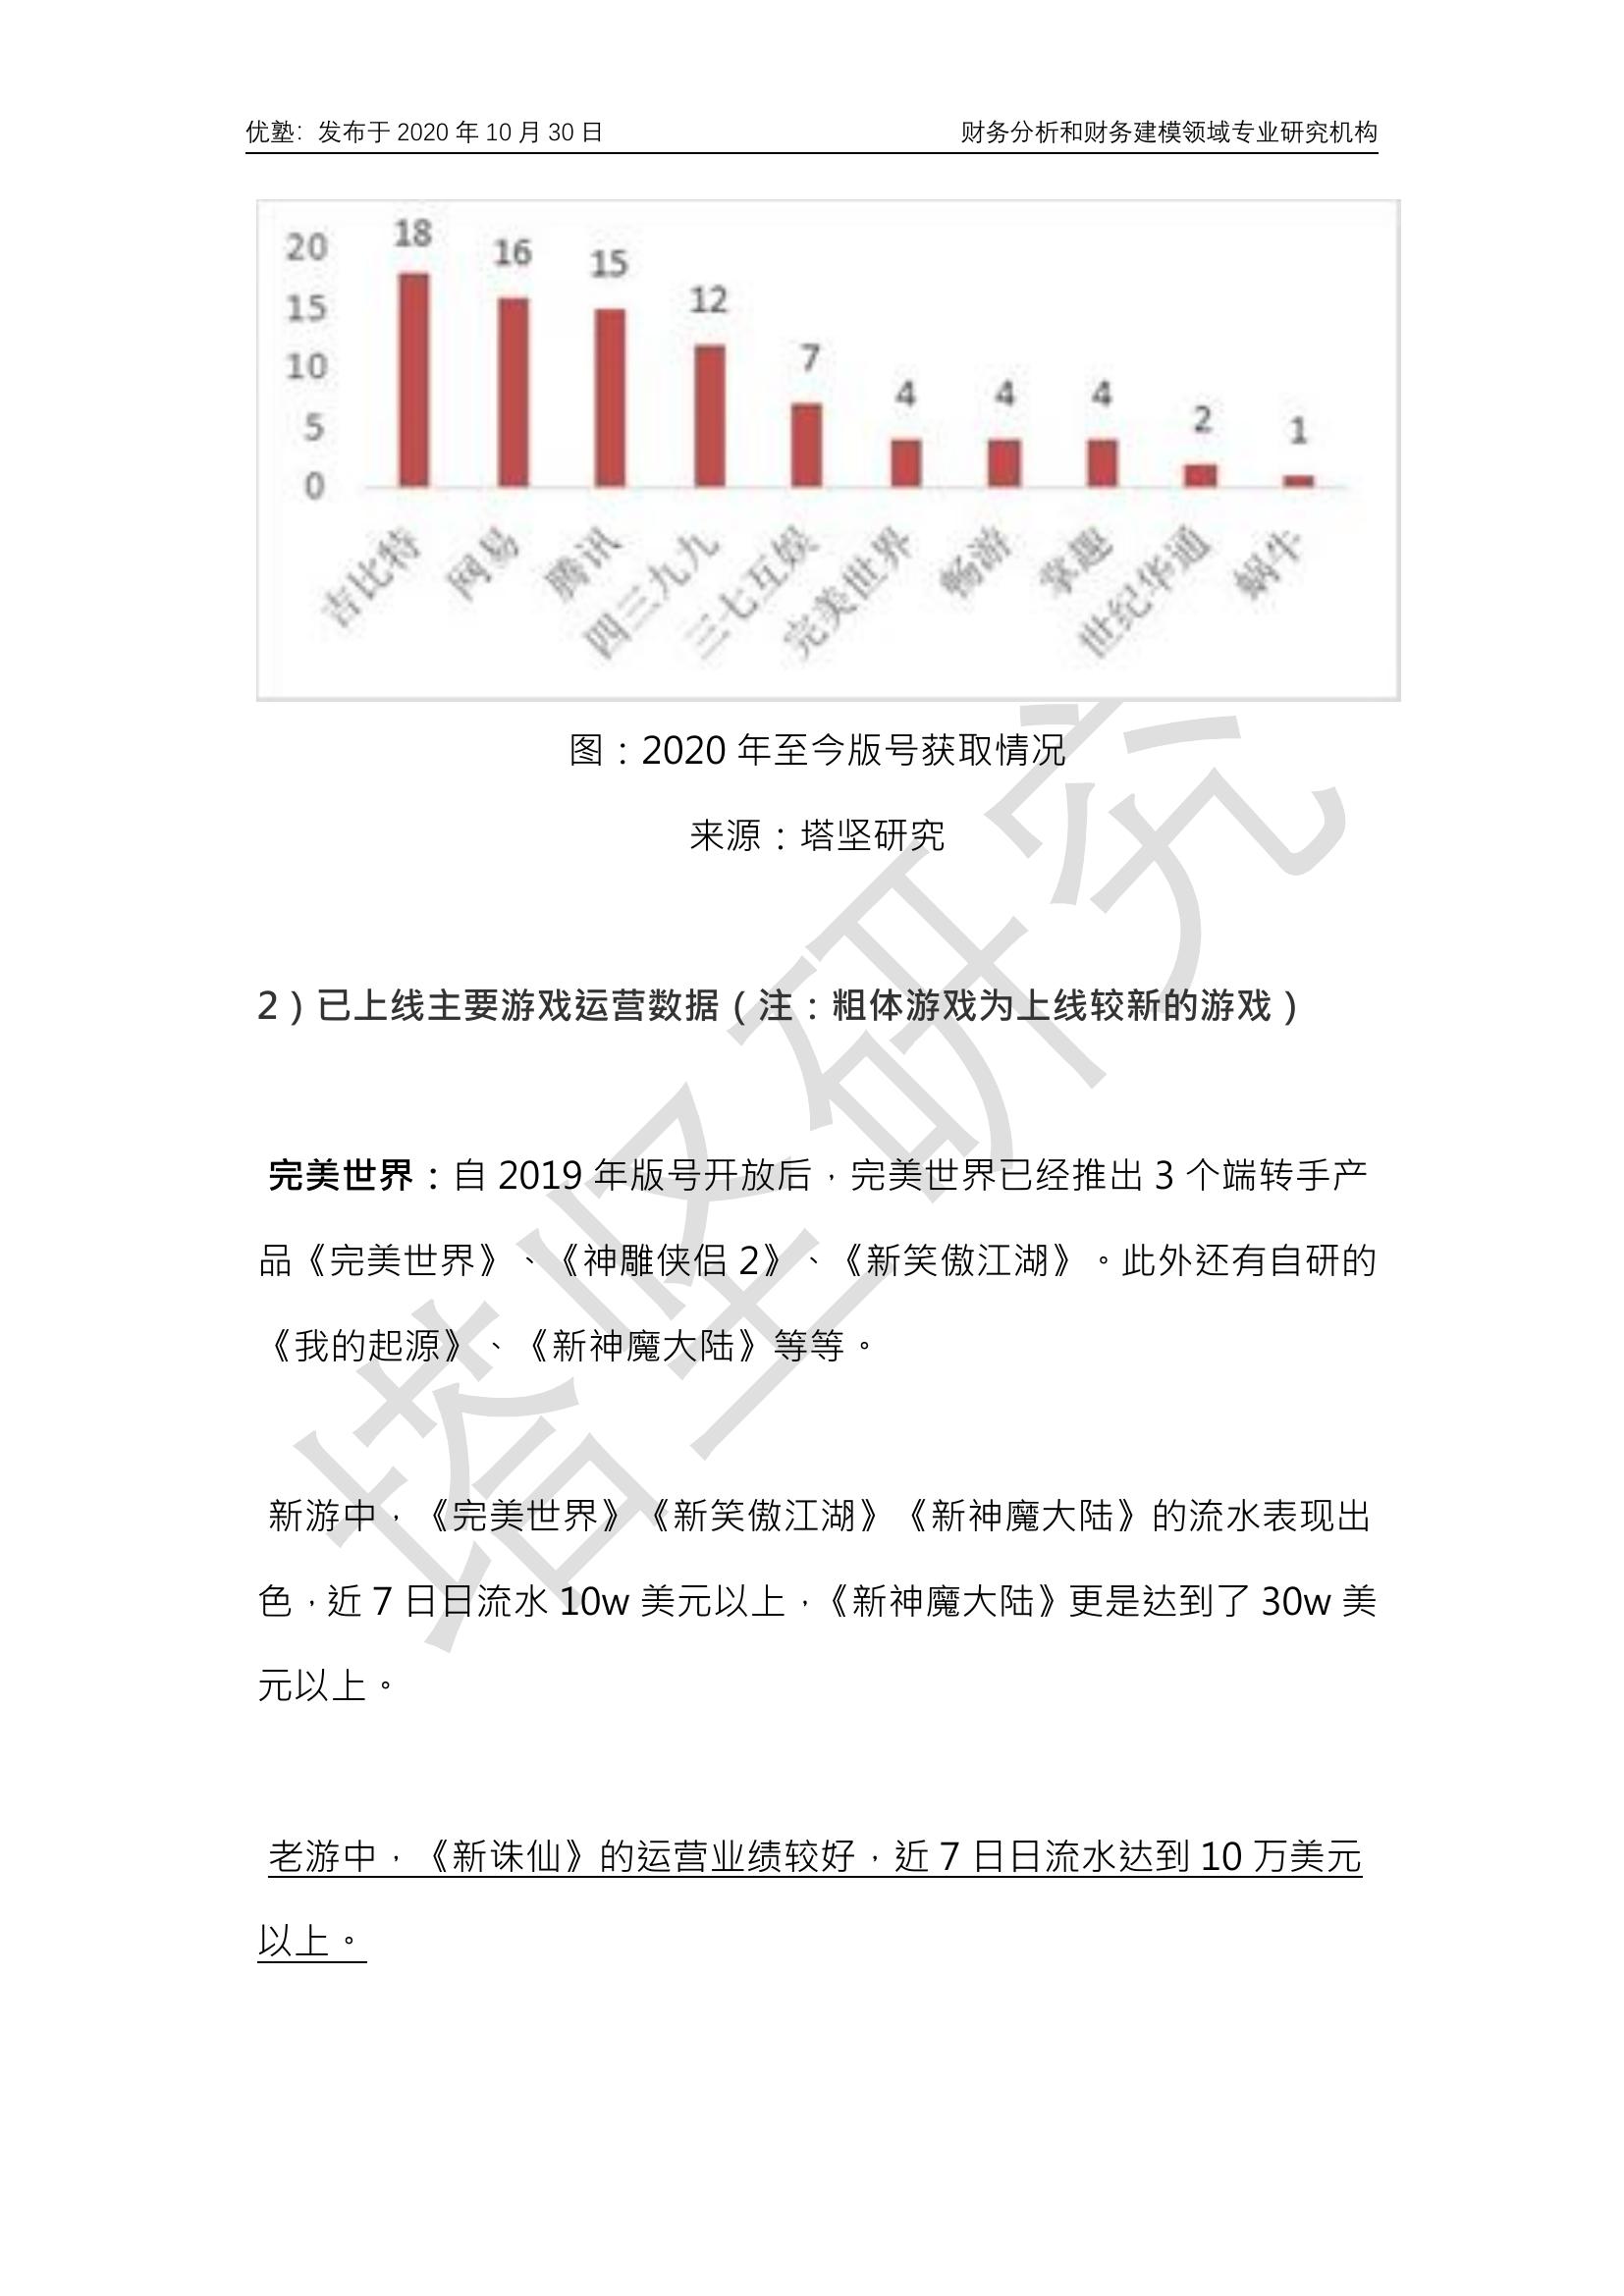 优塾：发布于 2020 年 10 月 30 日 财务分析和财务建模领域专业研究机构
20
15
10
5
0
18 16 15 12 7 4 4 4 2 1
吉比特 网易 腾讯 四三九九 三七互娱 完美世界 畅游 掌趣 世纪华通 蜗牛
图：2020 年至今版号获取情况
来源：塔坚研究
2）已上线主要游戏运营数据（注：粗体游戏为上线较新的游戏）
完美世界：自 2019 年版号开放后，完美世界已经推出 3 个端转手产
品《完美世界》、《神雕侠侣 2》、《新笑傲江湖》。此外还有自研的
《我的起源》、《新神魔大陆》等等。
新游中，《完美世界》《新笑傲江湖》《新神魔大陆》的流水表现出
色，近 7 日日流水 10w 美元以上，《新神魔大陆》更是达到了 30w 美
元以上。
老游中，《新诛仙》的运营业绩较好，近 7 日日流水达到 10 万美元
以上。
塔坚研究